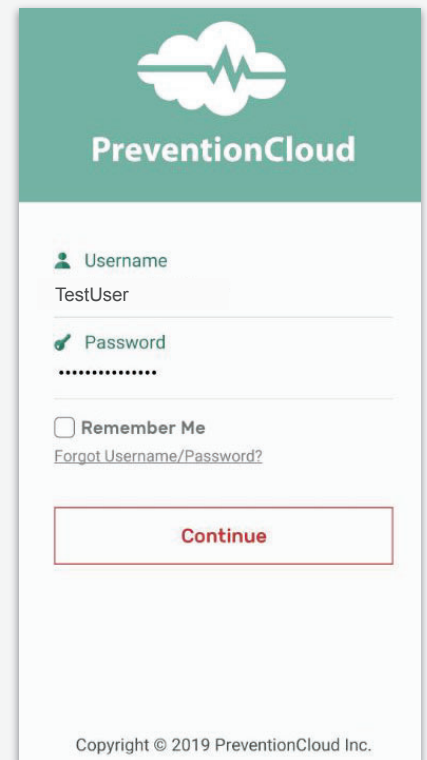 PreventionCloud
Username
TestUser
Password
•••••••••••••••
Remember Me
Forgot Username/Password?
Continue
Copyright © 2019 PreventionCloud Inc.